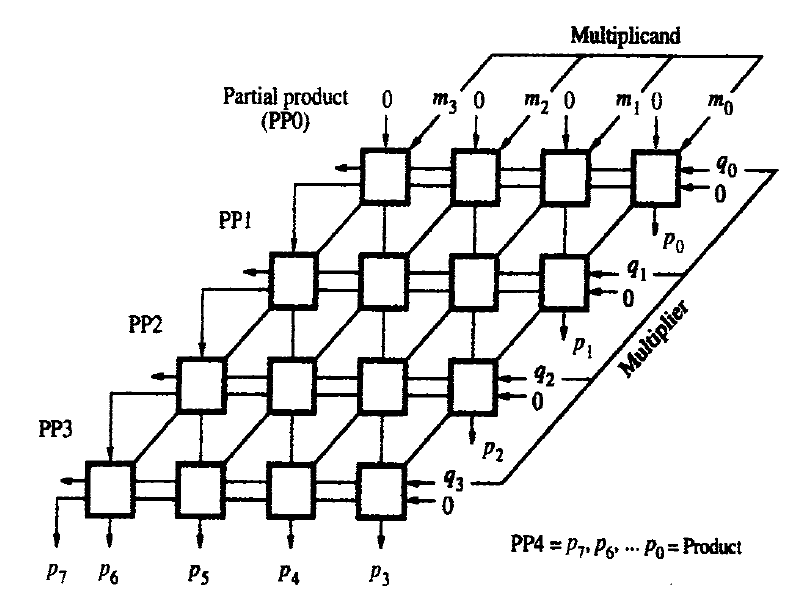 Multiplicand
Partial product 0 m3 0 m2 0 m1 0 m0
(PP0)
q0
0
PP1
p0
q1
0
PP2
p1
Multiplier
q2
0
PP3
p2
q3
0
PP4 = p7, p6, ... p0 = Product
p7 p6 p5 p4 p3